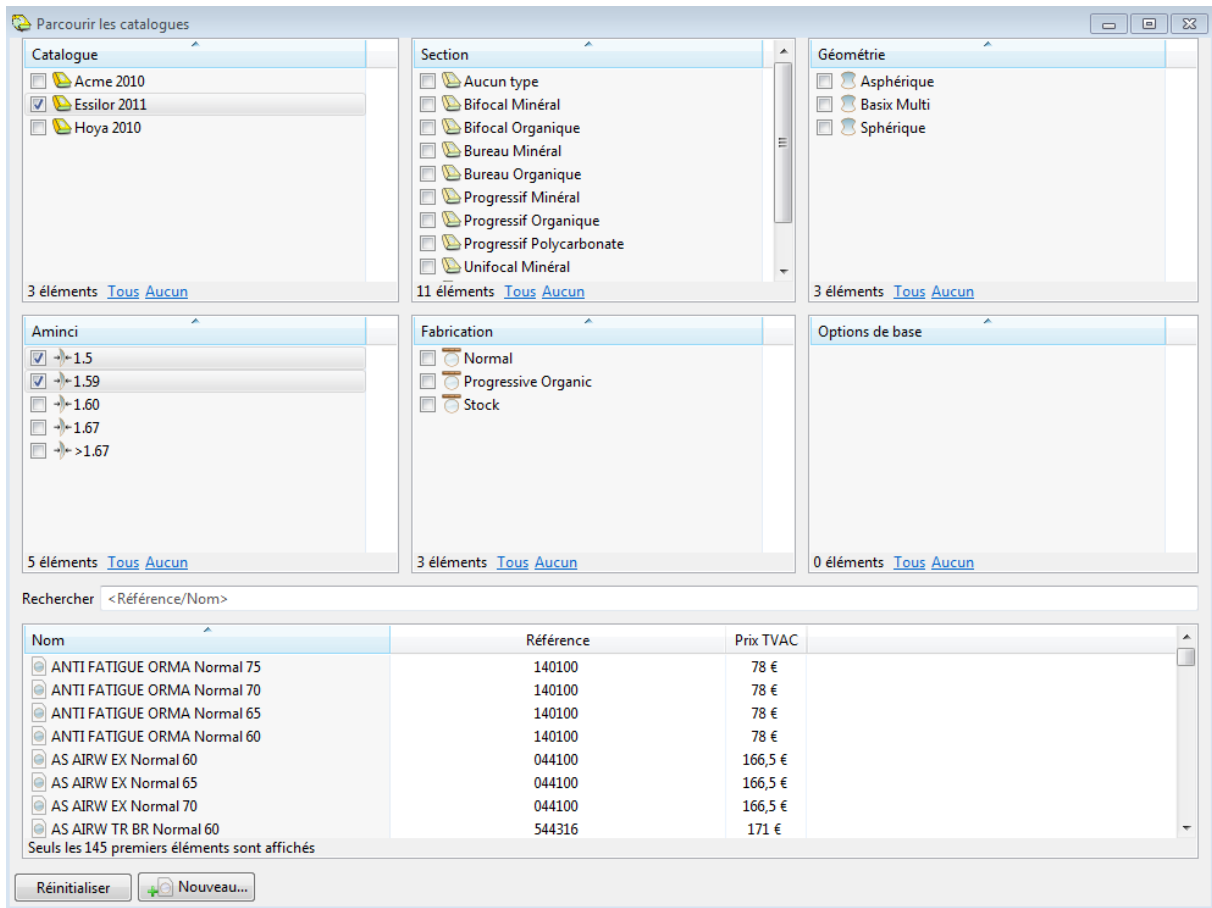 Parcourir les catalogues
Catalogue
Acme 2010
Essilor 2011
Hoya 2010
3 éléments Tous Aucun
Section
Aucun type
Bifocal Minéral
Bifocal Organique
Bureau Minéral
Bureau Organique
Progressif Minéral
Progressif Organique
Progressif Polycarbonate
Unifocal Minéral
11 éléments Tous Aucun
Géométrie
Asphérique
Basix Multi
Sphérique
3 éléments Tous Aucun
Aminci
1.5
1.59
1.60
1.67
>1.67
5 éléments Tous Aucun
Fabrication
Normal
Progressive Organic
Stock
3 éléments Tous Aucun
Options de base
0 éléments Tous Aucun
Rechercher <Référence/Nom>
Nom Référence Prix TVAC
ANTI FATIGUE ORMA Normal 75 140100 78 €
ANTI FATIGUE ORMA Normal 70 140100 78 €
ANTI FATIGUE ORMA Normal 65 140100 78 €
ANTI FATIGUE ORMA Normal 60 140100 78 €
AS AIRW EX Normal 60 044100 166,5 €
AS AIRW EX Normal 65 044100 166,5 €
AS AIRW EX Normal 70 044100 166,5 €
AS AIRW TR BR Normal 60 544316 171 €
Seuls les 145 premiers éléments sont affichés
Réinitialiser Nouveau...